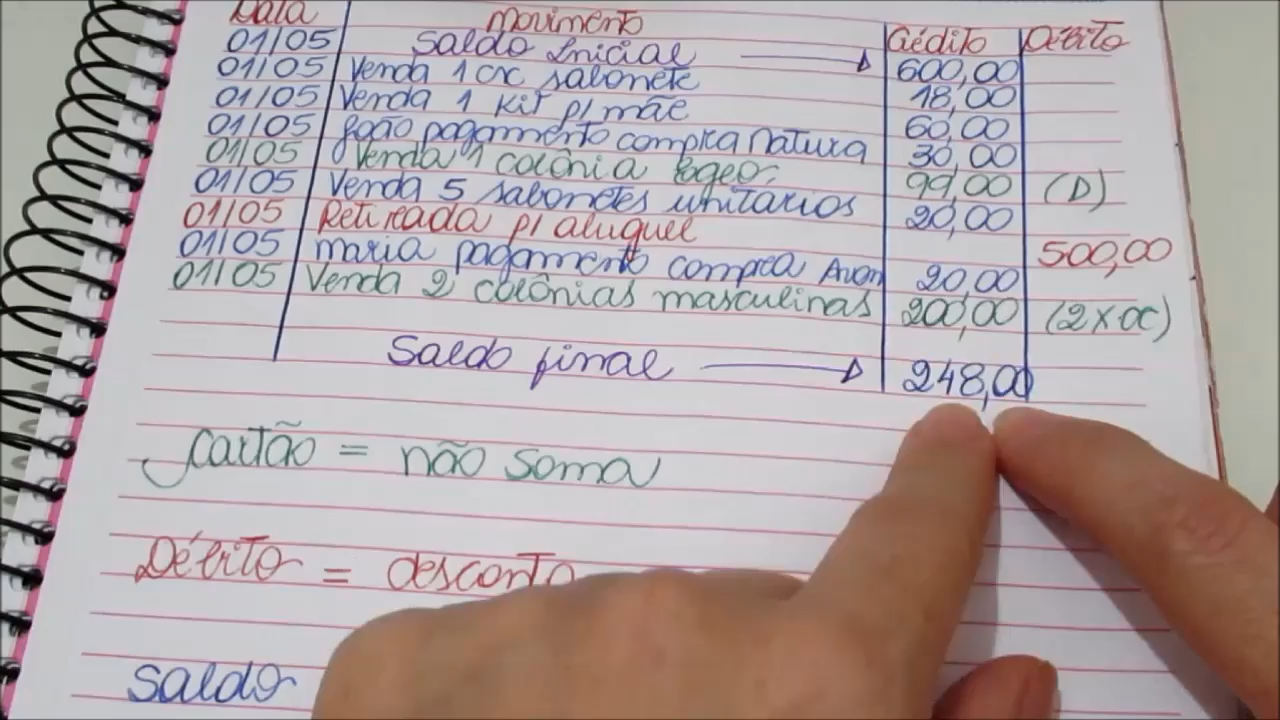 Data Movimento Crédito Débito
01/05 Saldo Inicial 600,00
01/05 Venda 1 cx sabonete 18,00
01/05 Venda 1 Kit p/ mãe 60,00
01/05 João pagamento compra Natura 30,00
01/05 Venda 1 colônia egeo 99,00 (D)
01/05 Venda 5 sabonetes unitários 20,00
01/05 Retirada p/ aluguel 500,00
01/05 maria pagamento compra Avon 20,00
01/05 Venda 2 colônias masculinas 200,00 (2x cc)
Saldo final 248,00
Cartão = não soma
Débito = desconto
Saldo